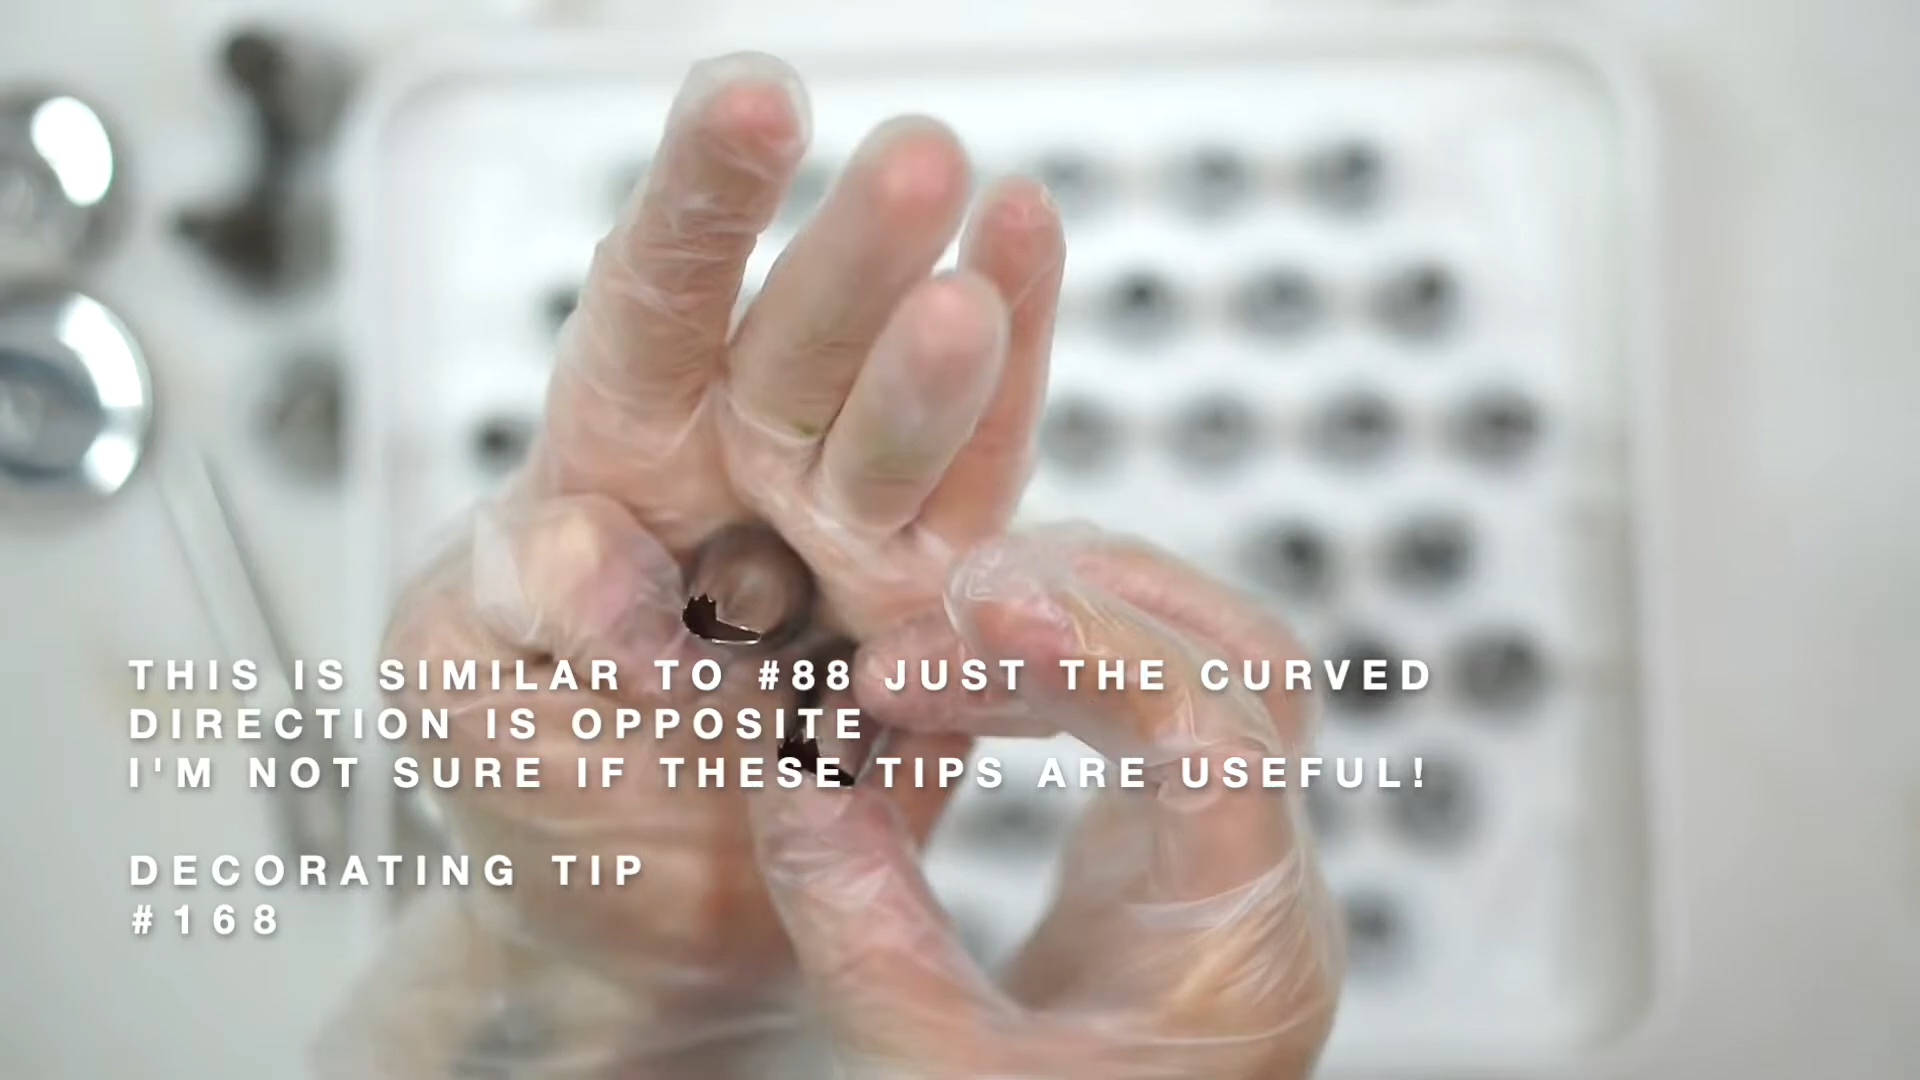 THIS IS SIMILAR TO #88 JUST THE CURVED
DIRECTION IS OPPOSITE
I'M NOT SURE IF THESE TIPS ARE USEFUL!
DECORATING TIP
#168